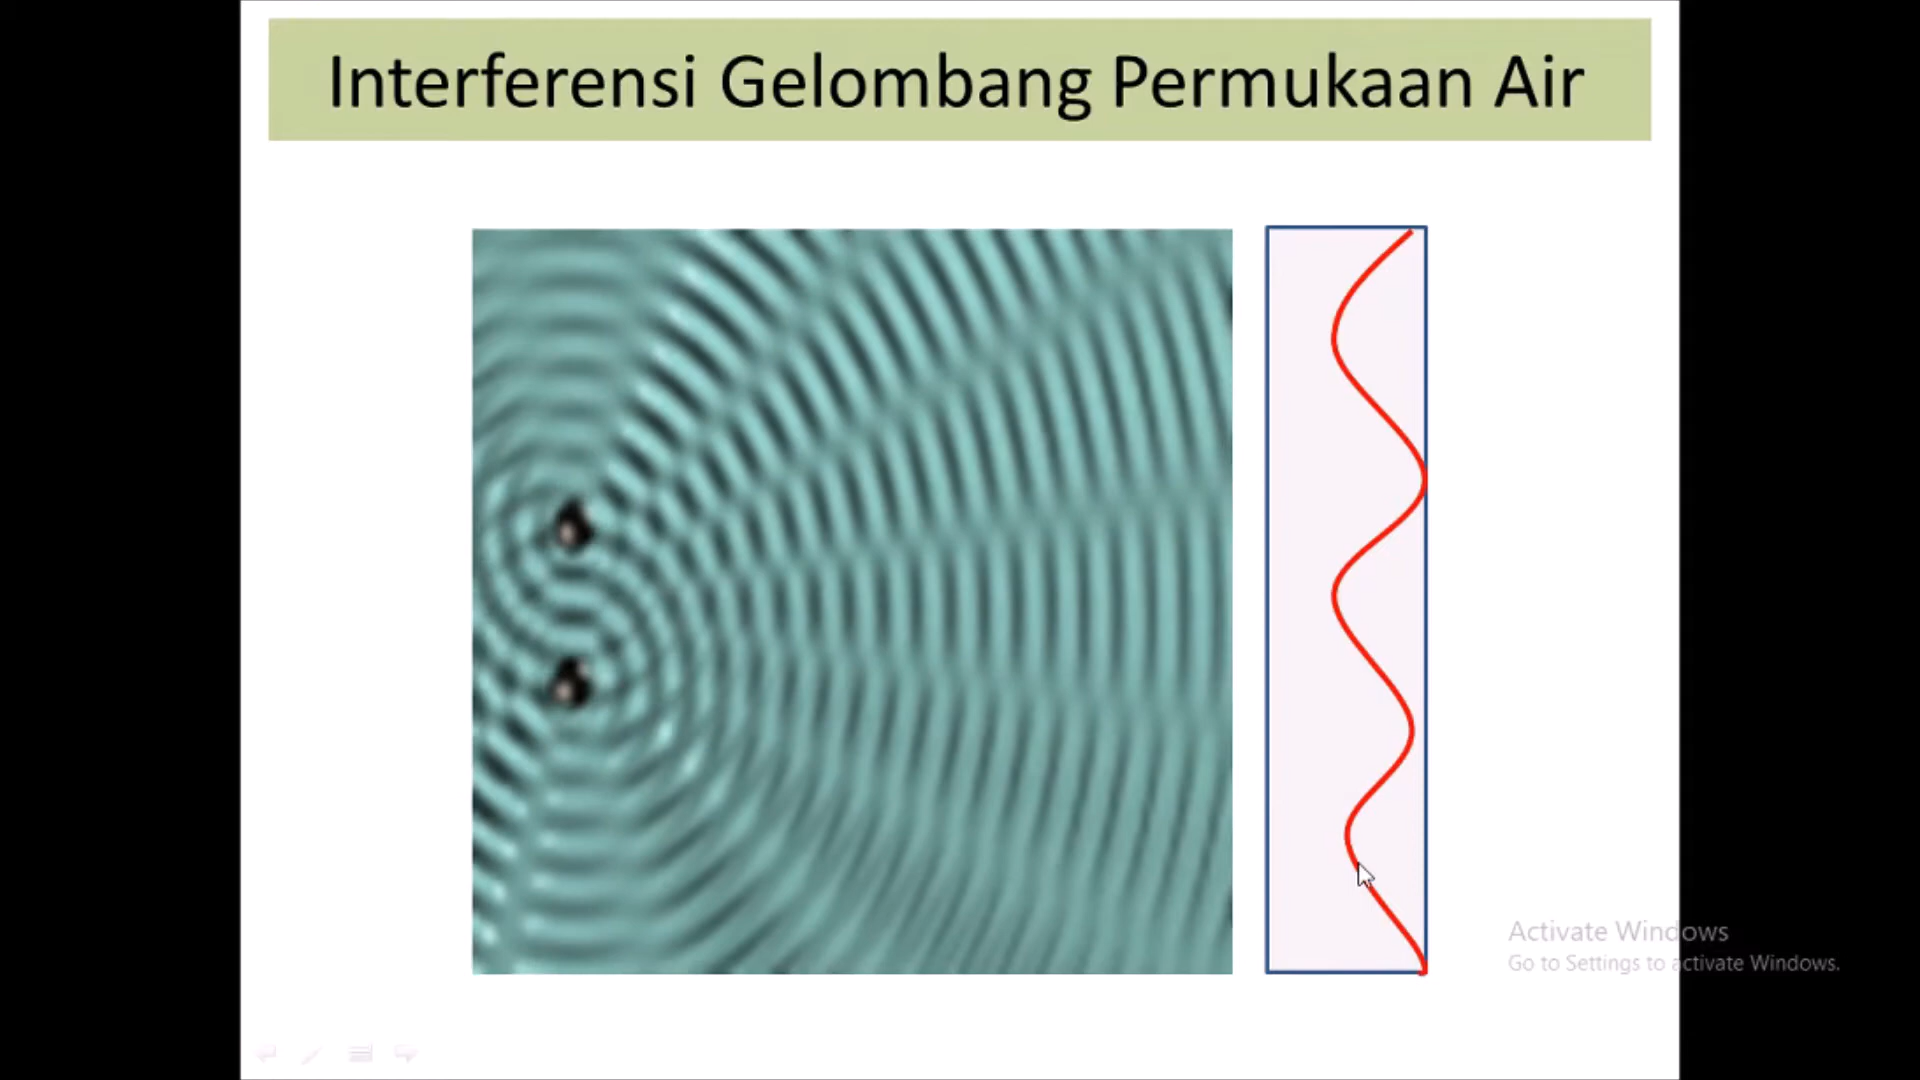 Interferensi Gelombang Permukaan Air
Activate Windows
Go to Settings to activate Windows.